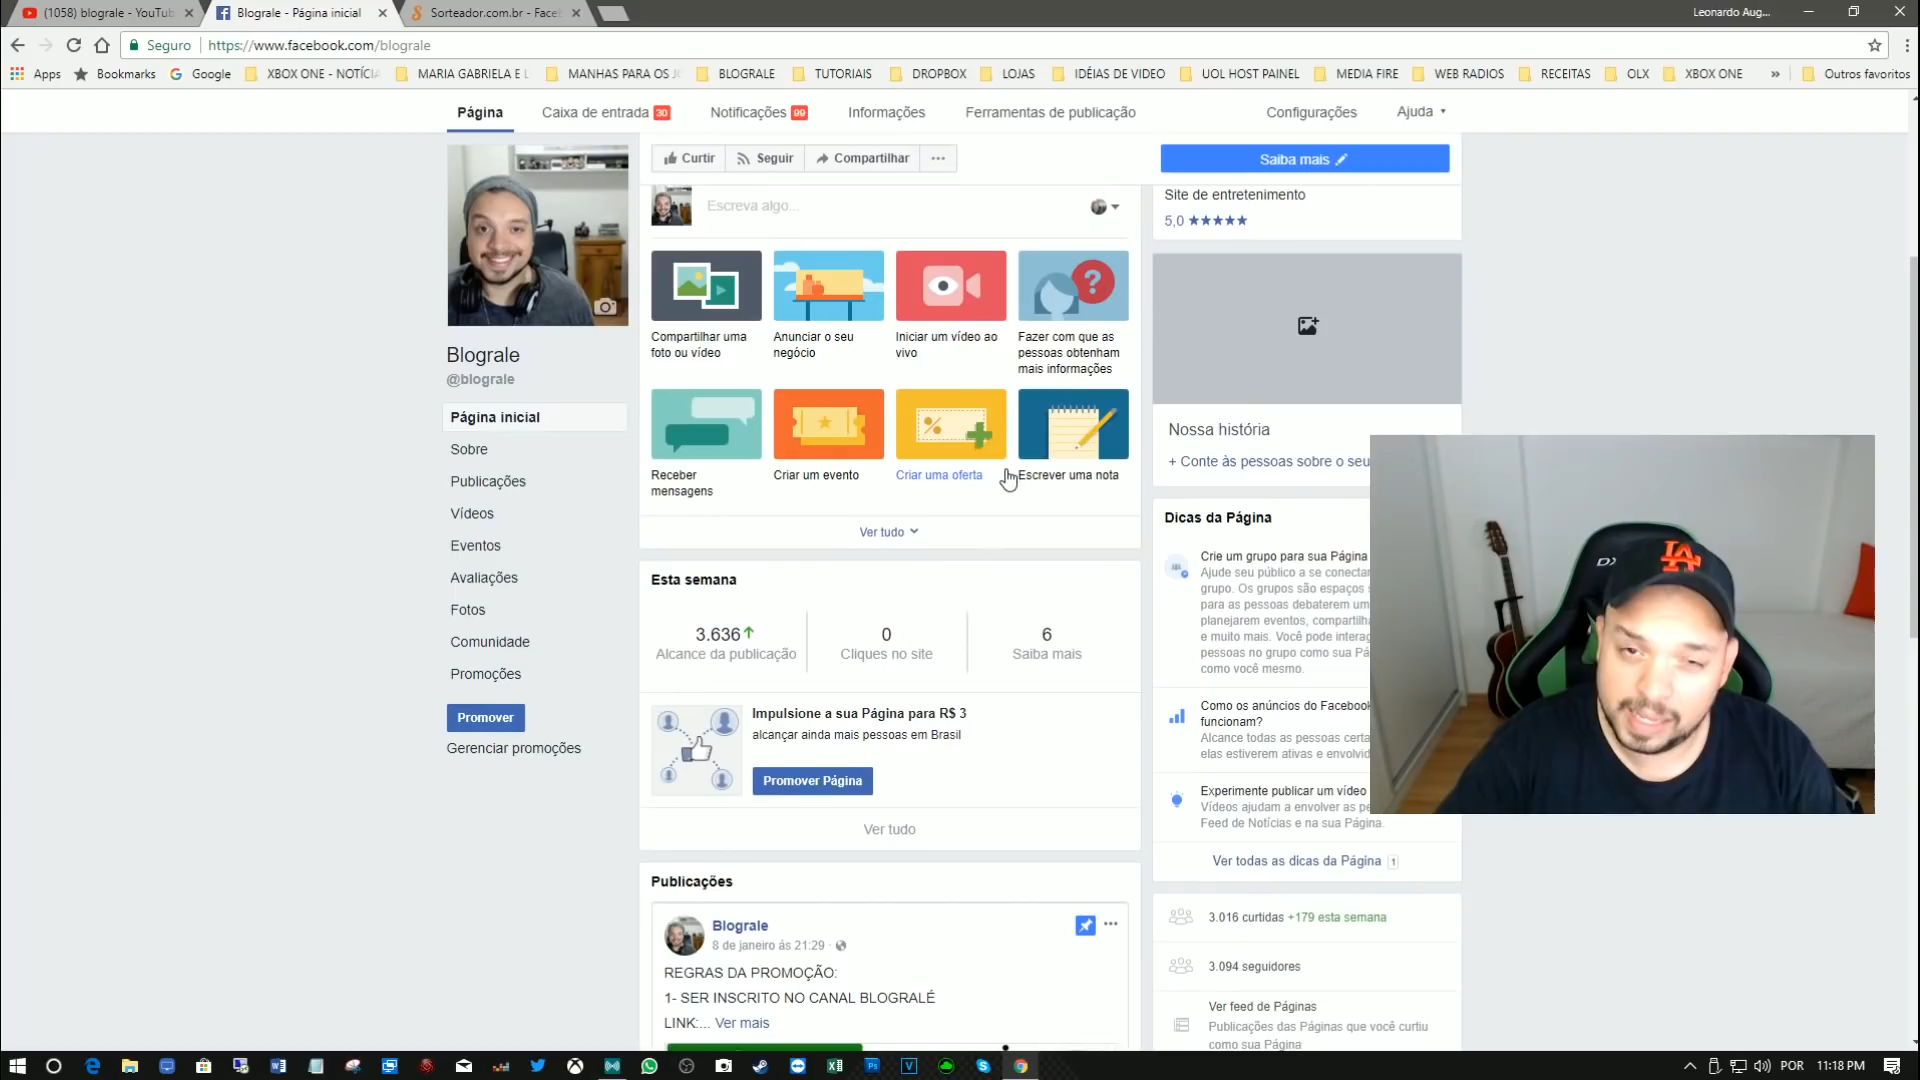 (1058) blograle - YouTub
Blograle - Página inicial
Sorteador.com.br - Face
Leonardo Aug...
Seguro
https://www.facebook.com/blograle
Apps
Bookmarks
Google
XBOX ONE - NOTÍCIA
MARIA GABRIELA E L
MANHAS PARA OS JO
BLOGRALE
TUTORIAIS
DROPBOX
LOJAS
IDÉIAS DE VIDEO
UOL HOST PAINEL
MEDIA FIRE
WEB RADIOS
RECEITAS
OLX
XBOX ONE
»
Outros favoritos
Página
Caixa de entrada 30
Notificações 99
Informações
Ferramentas de publicação
Configurações
Ajuda
Curtir
Seguir
Compartilhar
Saiba mais
Blograle
@blograle
Página inicial
Sobre
Publicações
Vídeos
Eventos
Avaliações
Fotos
Comunidade
Promoções
Promover
Gerenciar promoções
Escreva algo...
Compartilhar uma
foto ou vídeo
Anunciar o seu
negócio
Iniciar um vídeo ao
vivo
Fazer com que as
pessoas obtenham
mais informações
Receber
mensagens
Criar um evento
Criar uma oferta
Escrever uma nota
Ver tudo
Esta semana
3.636
Alcance da publicação
0
Cliques no site
6
Saiba mais
Impulsione a sua Página para R$ 3
alcançar ainda mais pessoas em Brasil
Promover Página
Ver tudo
Publicações
Blograle
8 de janeiro às 21:29 ·
REGRAS DA PROMOÇÃO:
1- SER INSCRITO NO CANAL BLOGRALÉ
LINK:... Ver mais
Site de entretenimento
5,0 ★★★★★
Nossa história
+ Conte às pessoas sobre o seu
Dicas da Página
Crie um grupo para sua Página
Ajude seu público a se conectar
grupo. Os grupos são espaços
para as pessoas debaterem um
planejarem eventos, compartilha
e muito mais. Você pode interag
pessoas no grupo como sua Pá
como você mesmo.
Como os anúncios do Facebook
funcionam?
Alcance todas as pessoas certa
elas estiverem ativas e envolvid
Experimente publicar um vídeo
Vídeos ajudam a envolver as pe
Feed de Notícias e na sua Página.
Ver todas as dicas da Página 1
3.016 curtidas +179 esta semana
3.094 seguidores
Ver feed de Páginas
Publicações das Páginas que você curtiu
como sua Página
LA
POR
11:18 PM